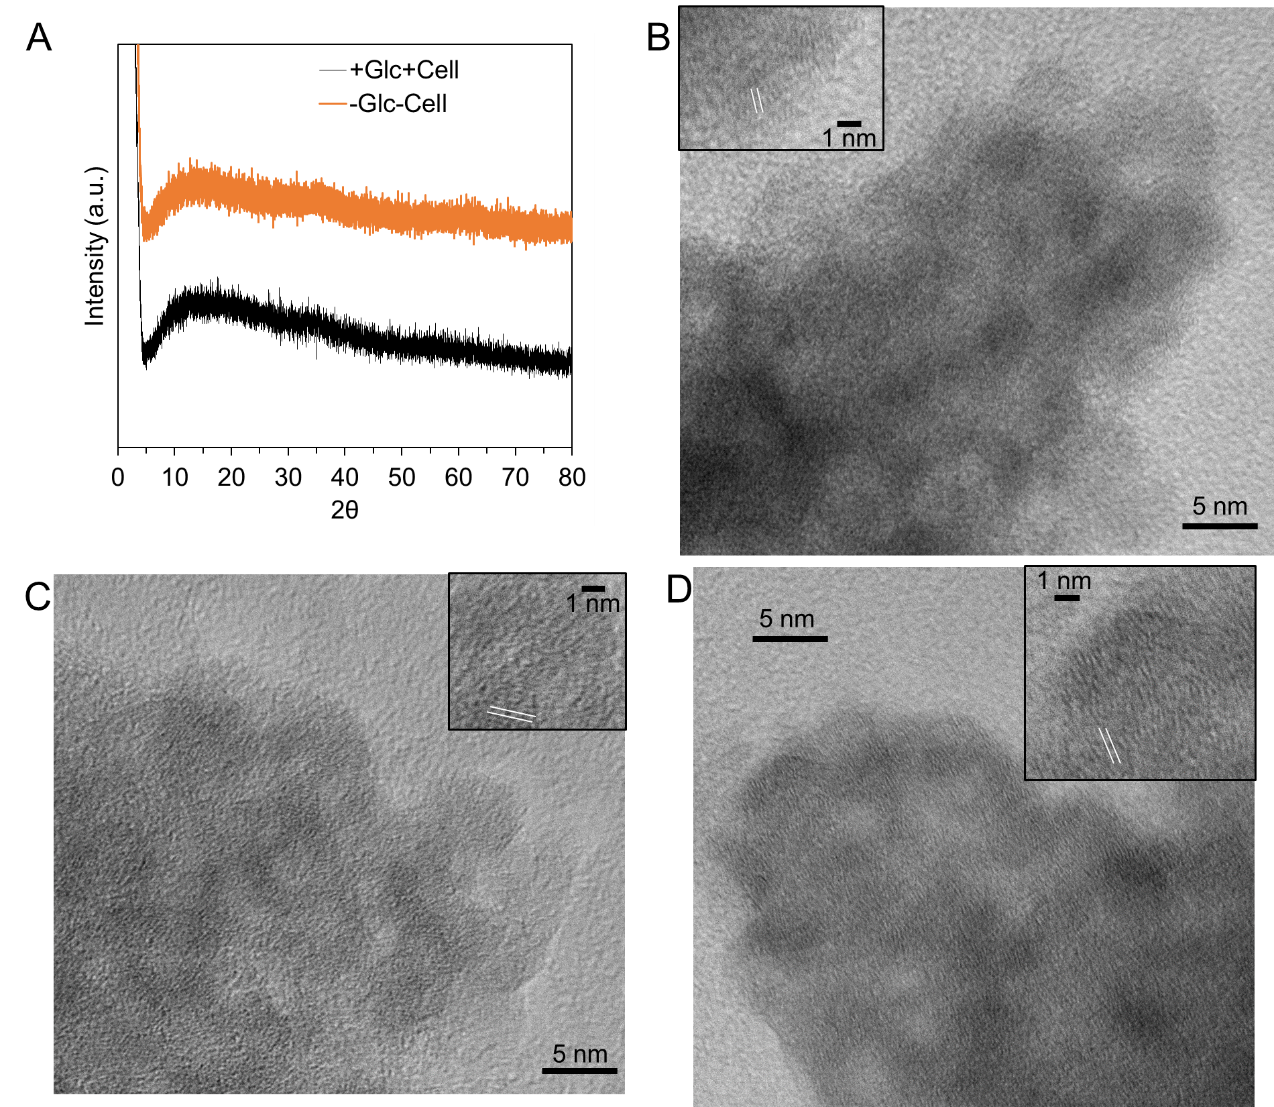 A
+Glc+Cell
-Glc-Cell
Intensity (a.u.)
0 10 20 30 40 50 60 70 80
2θ
B
1 nm
5 nm
C
1 nm
5 nm
D
5 nm
1 nm